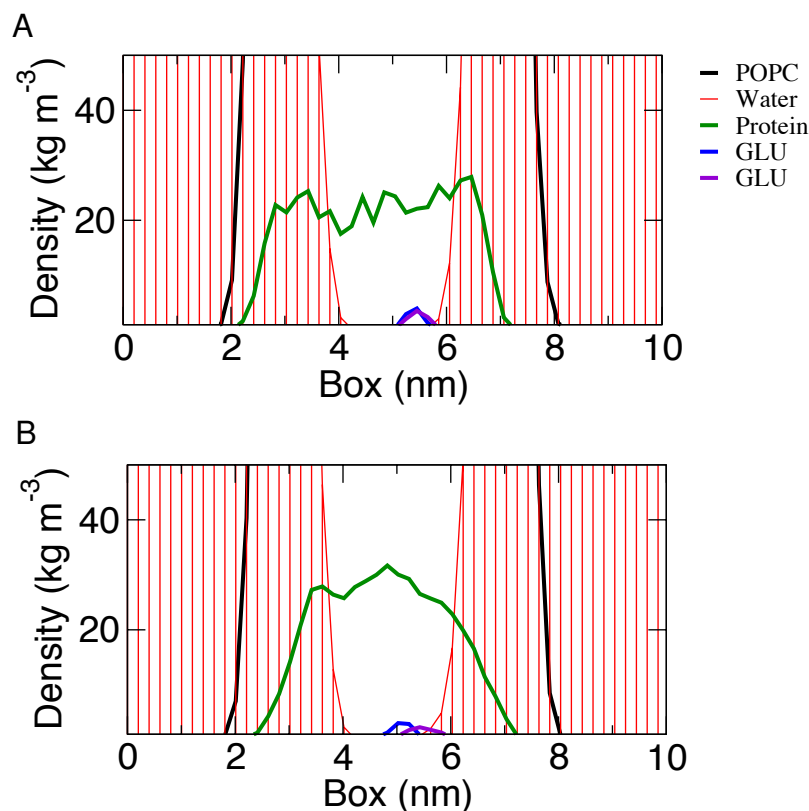 A
Density (kg m-3)
40
20
0 2 4 6 8 10
Box (nm)
POPC
Water
Protein
GLU
GLU
B
Density (kg m-3)
40
20
0 2 4 6 8 10
Box (nm)